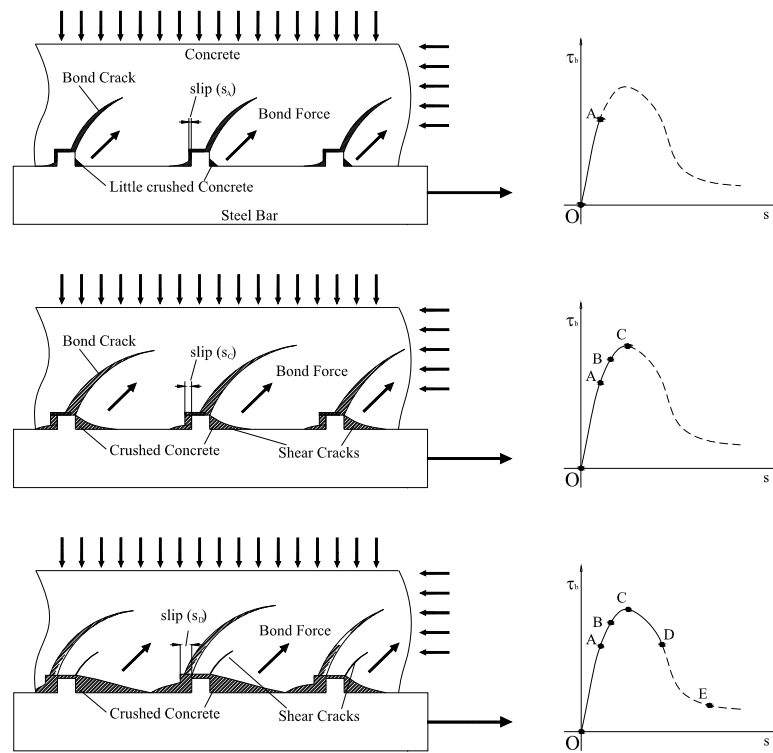 Concrete
Bond Crack
slip (sA)
Bond Force
Little crushed Concrete
Steel Bar
τb
A
O
s
Bond Crack
slip (sC)
Bond Force
Crushed Concrete
Shear Cracks
τb
C
B
A
O
s
slip (sD)
Bond Force
Crushed Concrete
Shear Cracks
τb
C
B
A
D
E
O
s